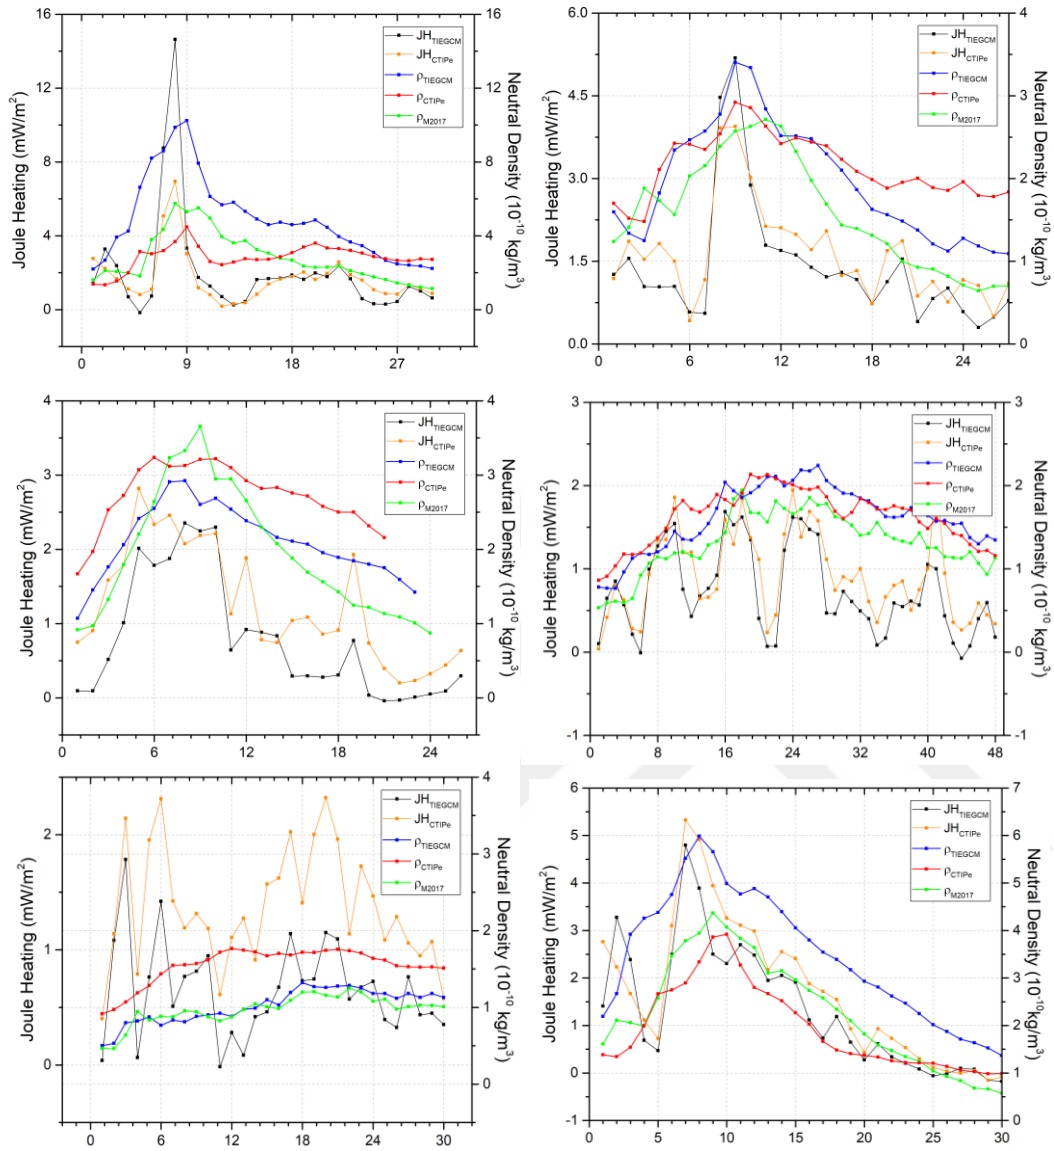 16
12
8
4
0
0 9 18 27
16
12
8
4
0
Joule Heating (mW/m²)
Neutral Density (10⁻¹⁰ kg/m³)
JH_TIEGCM
JH_CTIPe
ρ_TIEGCM
ρ_CTIPe
ρ_M2017
6.0
4.5
3.0
1.5
0.0
0 6 12 18 24
4
3
2
1
0
Joule Heating (mW/m²)
Neutral Density (10⁻¹⁰ kg/m³)
JH_TIEGCM
JH_CTIPe
ρ_TIEGCM
ρ_CTIPe
ρ_M2017
4
3
2
1
0
0 6 12 18 24
4
3
2
1
0
Joule Heating (mW/m²)
Neutral Density (10⁻¹⁰ kg/m³)
JH_TIEGCM
JH_CTIPe
ρ_TIEGCM
ρ_CTIPe
ρ_M2017
3
2
1
0
-1
0 8 16 24 32 40 48
3
2
1
0
-1
Joule Heating (mW/m²)
Neutral Density (10⁻¹⁰ kg/m³)
JH_TIEGCM
JH_CTIPe
ρ_TIEGCM
ρ_CTIPe
ρ_M2017
2
1
0
0 6 12 18 24 30
4
3
2
1
0
Joule Heating (mW/m²)
Neutral Density (10⁻¹⁰ kg/m³)
JH_TIEGCM
JH_CTIPe
ρ_TIEGCM
ρ_CTIPe
ρ_M2017
6
5
4
3
2
1
0
-1
0 5 10 15 20 25 30
7
6
5
4
3
2
1
0
Joule Heating (mW/m²)
Neutral Density (10⁻¹⁰ kg/m³)
JH_TIEGCM
JH_CTIPe
ρ_TIEGCM
ρ_CTIPe
ρ_M2017